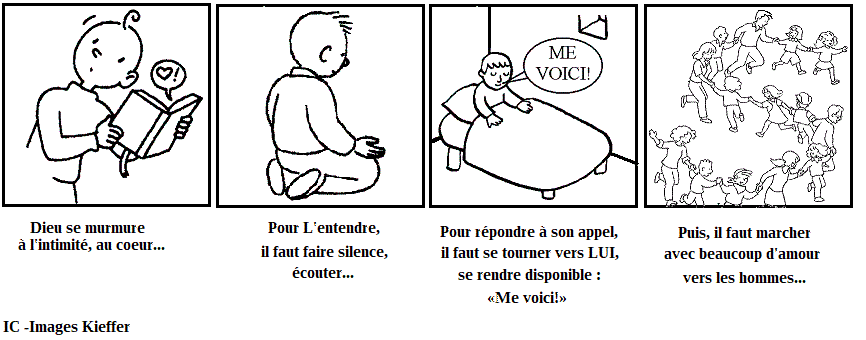 !
ME
VOICI!
Dieu se murmure
à l'intimité, au coeur...
Pour L'entendre,
il faut faire silence,
écouter...
Pour répondre à son appel,
il faut se tourner vers LUI,
se rendre disponible :
«Me voici!»
Puis, il faut marcher
avec beaucoup d'amour
vers les hommes...
IC -Images Kieffer